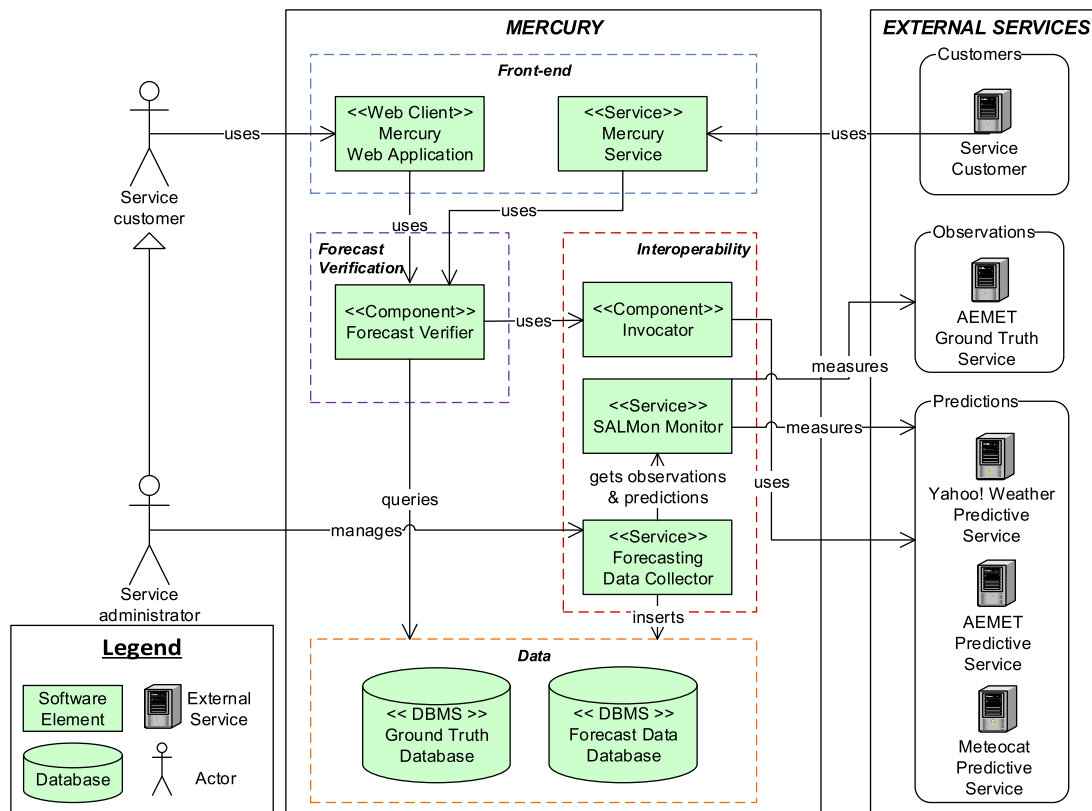 MERCURY
EXTERNAL SERVICES
Front-end
Customers
<<Web Client>>
Mercury
Web Application
<<Service>>
Mercury
Service
uses
uses
Service
Customer
Service
customer
uses
uses
Forecast
Verification
Interoperability
Observations
<<Component>>
Forecast Verifier
uses
<<Component>>
Invocator
AEMET
Ground Truth
Service
measures
<<Service>>
SALMon Monitor
measures
Predictions
gets observations
& predictions
uses
queries
Yahoo! Weather
Predictive
Service
manages
<<Service>>
Forecasting
Data Collector
Service
administrator
inserts
AEMET
Predictive
Service
Legend
Software
Element
External
Service
Database
Actor
Data
<< DBMS >>
Ground Truth
Database
<< DBMS >>
Forecast Data
Database
Meteocat
Predictive
Service